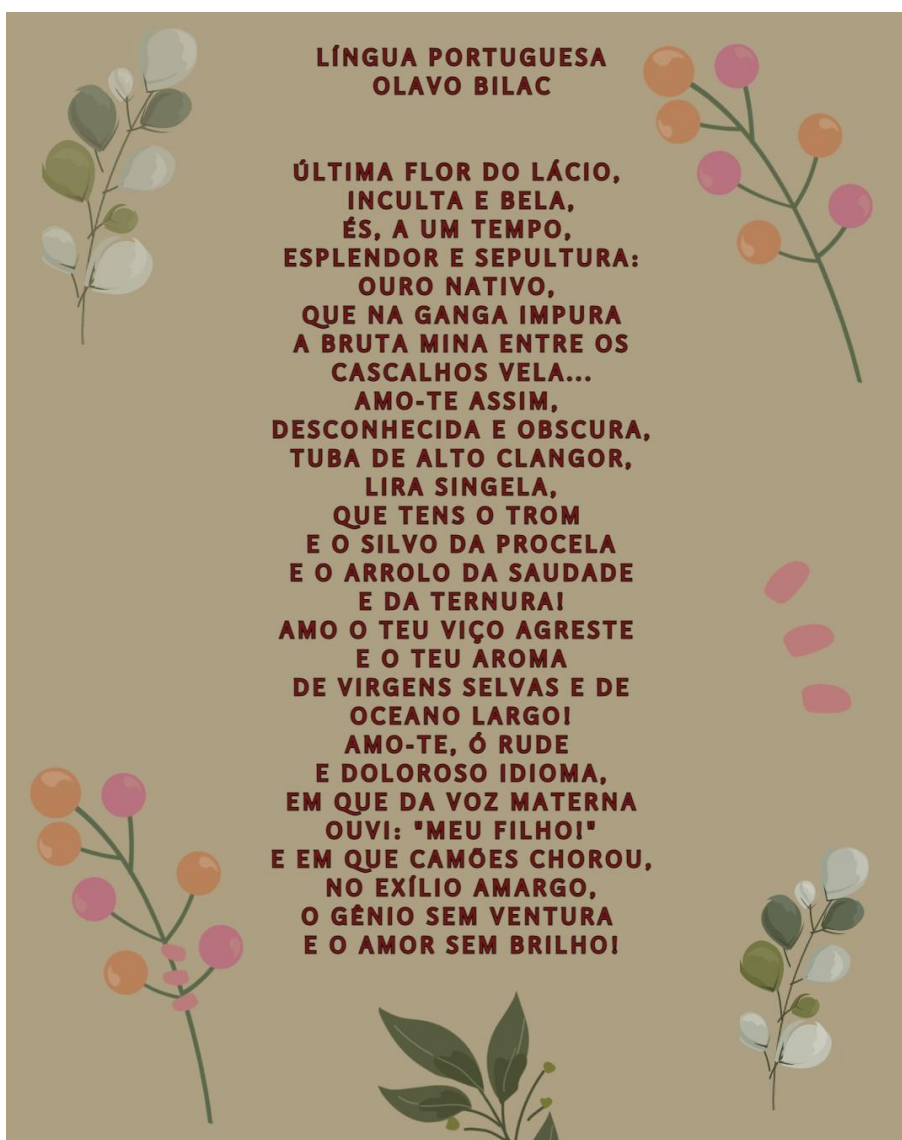 LÍNGUA PORTUGUESA
OLAVO BILAC
ÚLTIMA FLOR DO LÁCIO,
INCULTA E BELA,
ÉS, A UM TEMPO,
ESPLENDOR E SEPULTURA:
OURO NATIVO,
QUE NA GANGA IMPURA
A BRUTA MINA ENTRE OS
CASCALHOS VELA...
AMO-TE ASSIM,
DESCONHECIDA E OBSCURA,
TUBA DE ALTO CLANGOR,
LIRA SINGELA,
QUE TENS O TROM
E O SILVO DA PROCELA
E O ARROLO DA SAUDADE
E DA TERNURA!
AMO O TEU VIÇO AGRESTE
E O TEU AROMA
DE VIRGENS SELVAS E DE
OCEANO LARGO!
AMO-TE, Ó RUDE
E DOLOROSO IDIOMA,
EM QUE DA VOZ MATERNA
OUVI: "MEU FILHO!"
E EM QUE CAMÕES CHOROU,
NO EXÍLIO AMARGO,
O GÊNIO SEM VENTURA
E O AMOR SEM BRILHO!